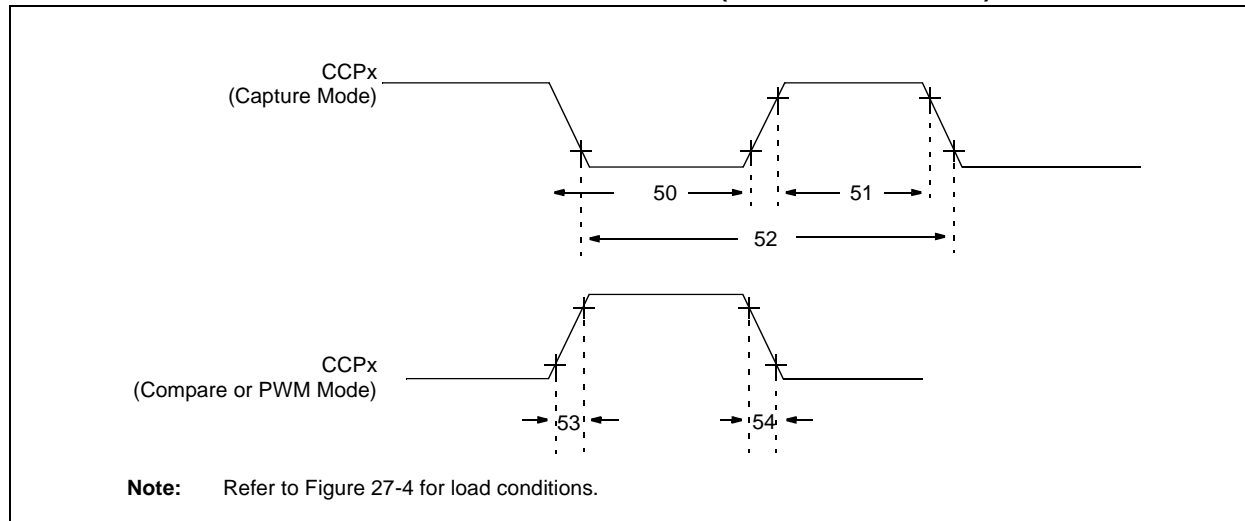 CCPx
(Capture Mode)
50
51
52
CCPx
(Compare or PWM Mode)
53
54
Note: Refer to Figure 27-4 for load conditions.